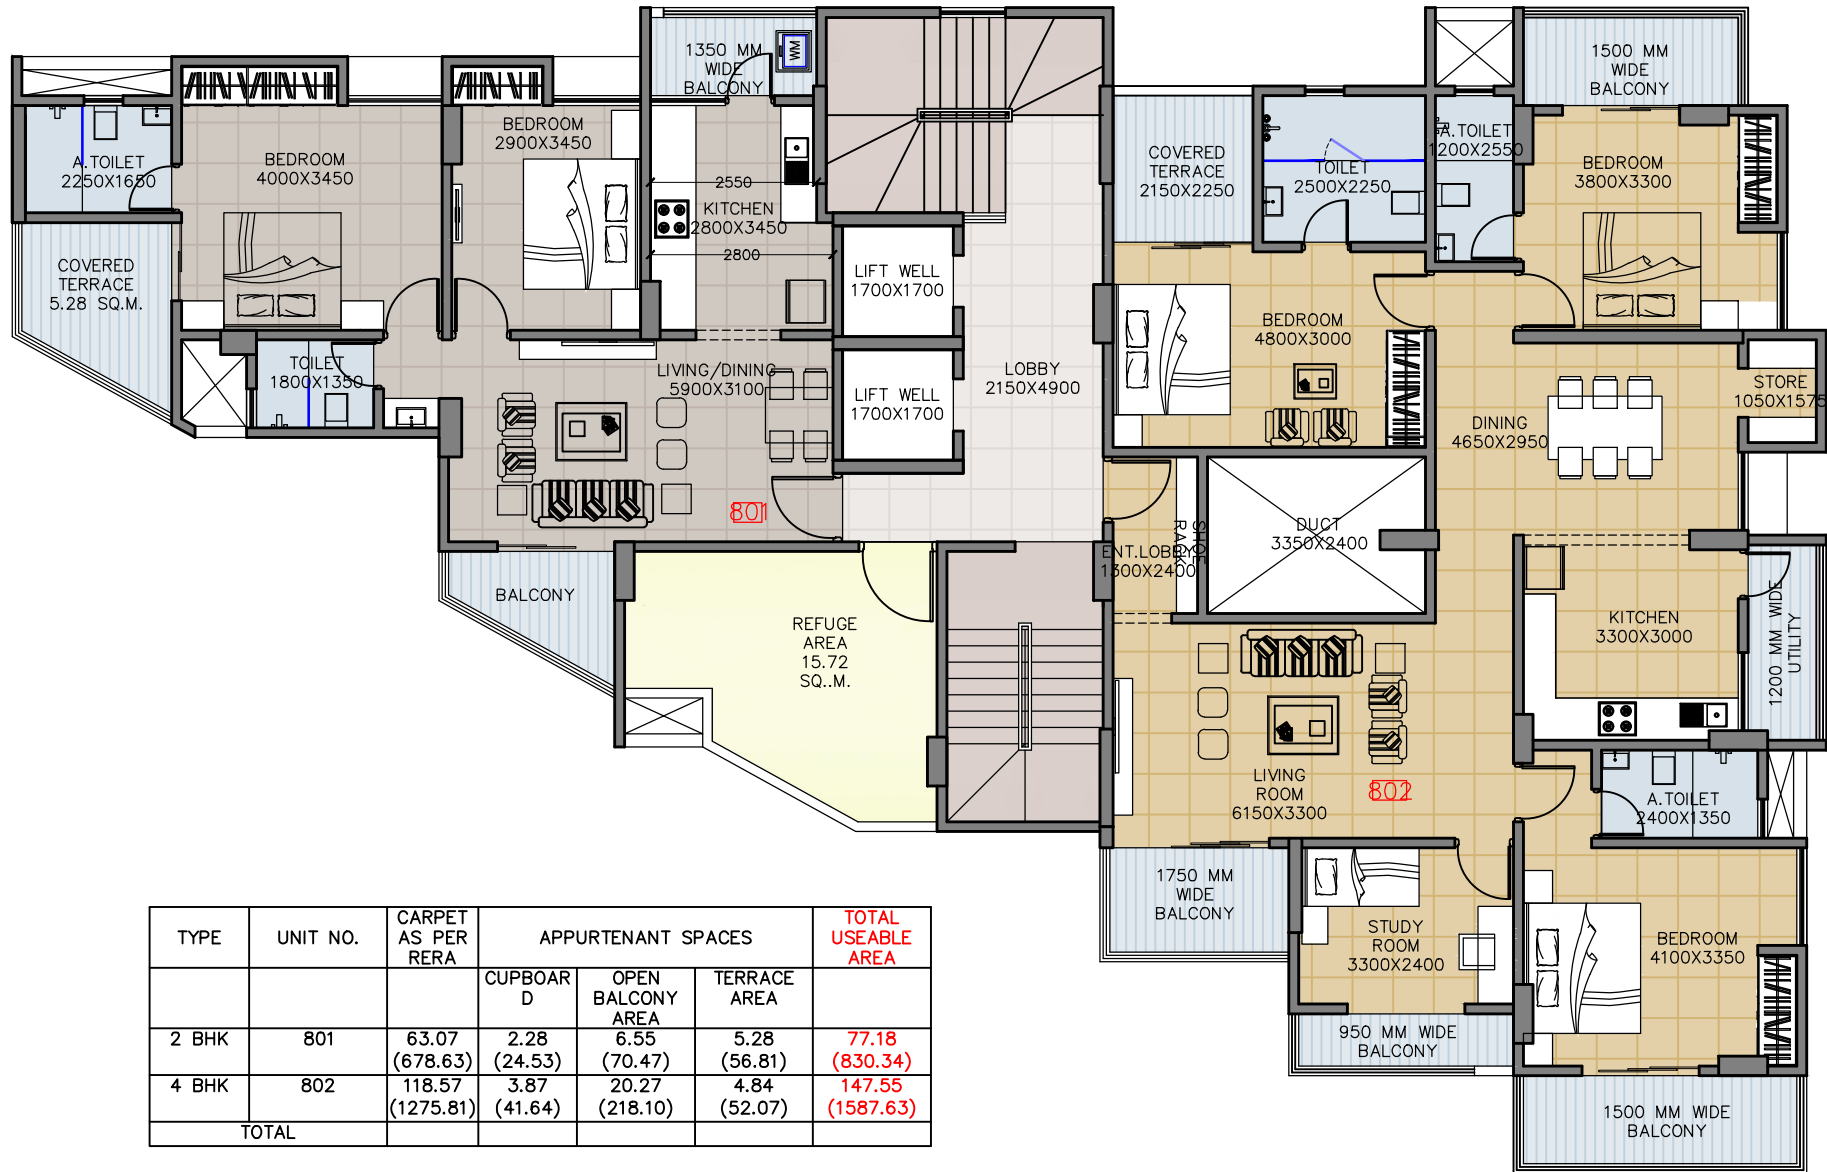 1350 MM
WIDE
BALCONY
WM
1500 MM
WIDE
BALCONY
BEDROOM
2900X3450
A.TOILET
2250X1650
BEDROOM
4000X3450
2550
KITCHEN
2800X3450
2800
COVERED
TERRACE
2150X2250
TOILET
2500X2250
A.TOILET
1200X2550
BEDROOM
3800X3300
COVERED
TERRACE
5.28 SQ.M.
LIFT WELL
1700X1700
BEDROOM
4800X3000
TOILET
1800X1350
LIVING/DINING
5900X3100
LIFT WELL
1700X1700
LOBBY
2150X4900
STORE
1050X1575
DINING
4650X2950
801
SHOE
RACK
DUCT
3350X2400
ENT.LOBBY
1300X2400
BALCONY
REFUGE
AREA
15.72
SQ..M.
KITCHEN
3300X3000
1200 MM WIDE
UTILITY
LIVING
ROOM
6150X3300
802
A.TOILET
2400X1350
1750 MM
WIDE
BALCONY
STUDY
ROOM
3300X2400
BEDROOM
4100X3350
950 MM WIDE
BALCONY
1500 MM WIDE
BALCONY
TYPE UNIT NO. CARPET AS PER RERA APPURTENANT SPACES TOTAL USEABLE AREA
CUPBOAR D OPEN BALCONY AREA TERRACE AREA
2 BHK 801 63.07 2.28 6.55 5.28 77.18
(678.63) (24.53) (70.47) (56.81) (830.34)
4 BHK 802 118.57 3.87 20.27 4.84 147.55
(1275.81) (41.64) (218.10) (52.07) (1587.63)
TOTAL